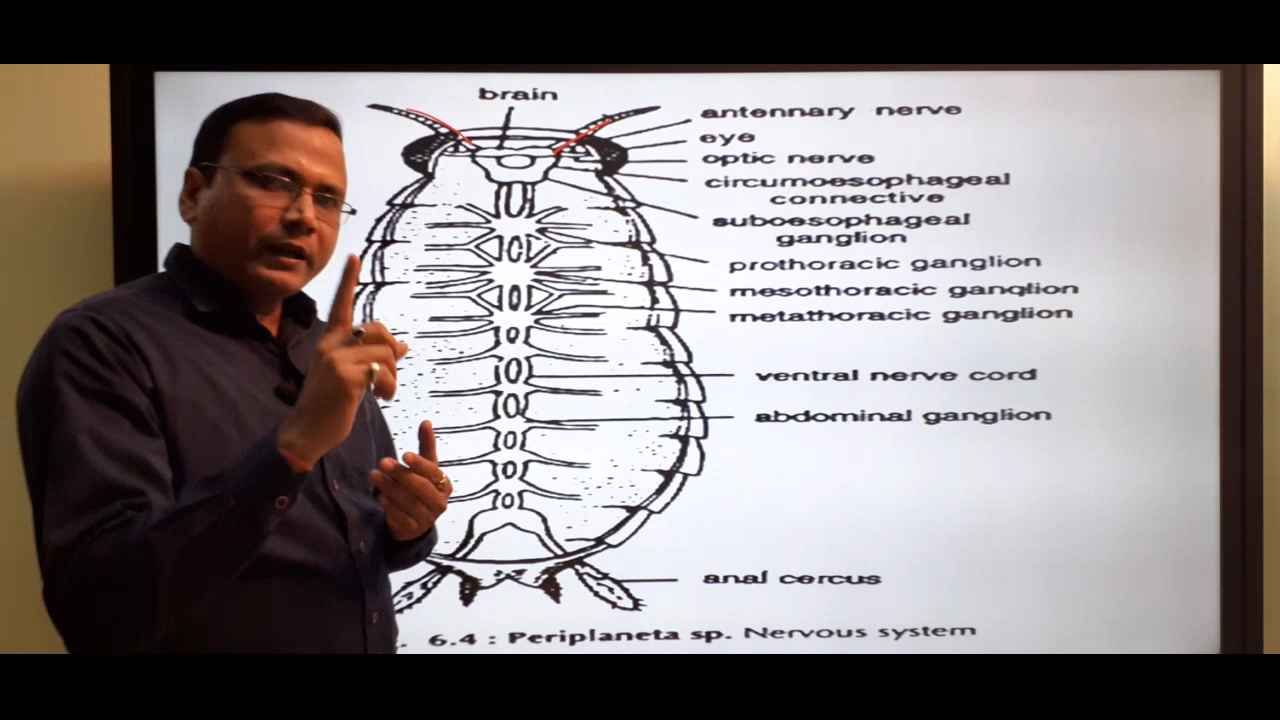 brain
antennary nerve
eye
optic nerve
circumoesophageal
connective
suboesophageal
ganglion
prothoracic ganglion
mesothoracic ganglion
metathoracic ganglion
ventral nerve cord
abdominal ganglion
anal cercus
6.4 : Periplaneta sp. Nervous system